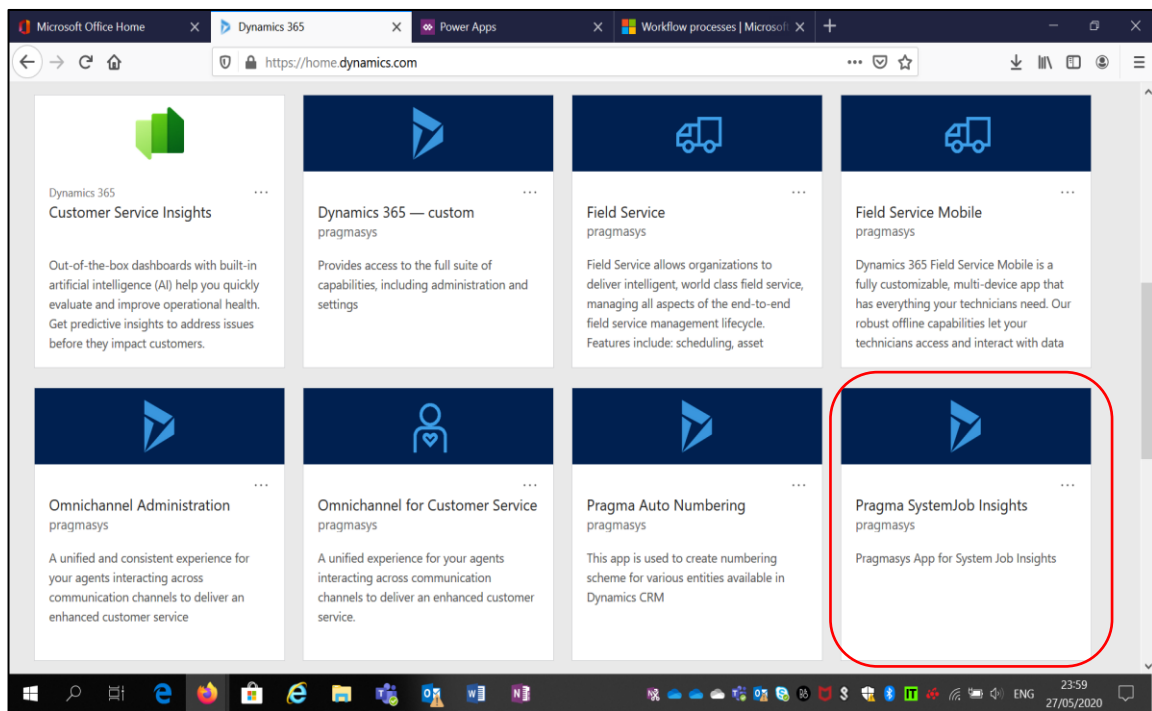 Microsoft Office Home
Dynamics 365
Power Apps
Workflow processes | Microsoft
https://home.dynamics.com
Dynamics 365
Customer Service Insights
Out-of-the-box dashboards with built-in
artificial intelligence (AI) help you quickly
evaluate and improve operational health.
Get predictive insights to address issues
before they impact customers.
Dynamics 365 — custom
pragmasys
Provides access to the full suite of
capabilities, including administration and
settings
Field Service
pragmasys
Field Service allows organizations to
deliver intelligent, world class field service,
managing all aspects of the end-to-end
field service management lifecycle.
Features include: scheduling, asset
Field Service Mobile
pragmasys
Dynamics 365 Field Service Mobile is a
fully customizable, multi-device app that
has everything your technicians need. Our
robust offline capabilities let your
technicians access and interact with data
Omnichannel Administration
pragmasys
A unified and consistent experience for
your agents interacting across
communication channels to deliver an
enhanced customer service
Omnichannel for Customer Service
pragmasys
A unified experience for your agents
interacting across communication
channels to deliver an enhanced customer
service.
Pragma Auto Numbering
pragmasys
This app is used to create numbering
scheme for various entities available in
Dynamics CRM
Pragma SystemJob Insights
pragmasys
Pragmasys App for System Job Insights
ENG
23:59
27/05/2020